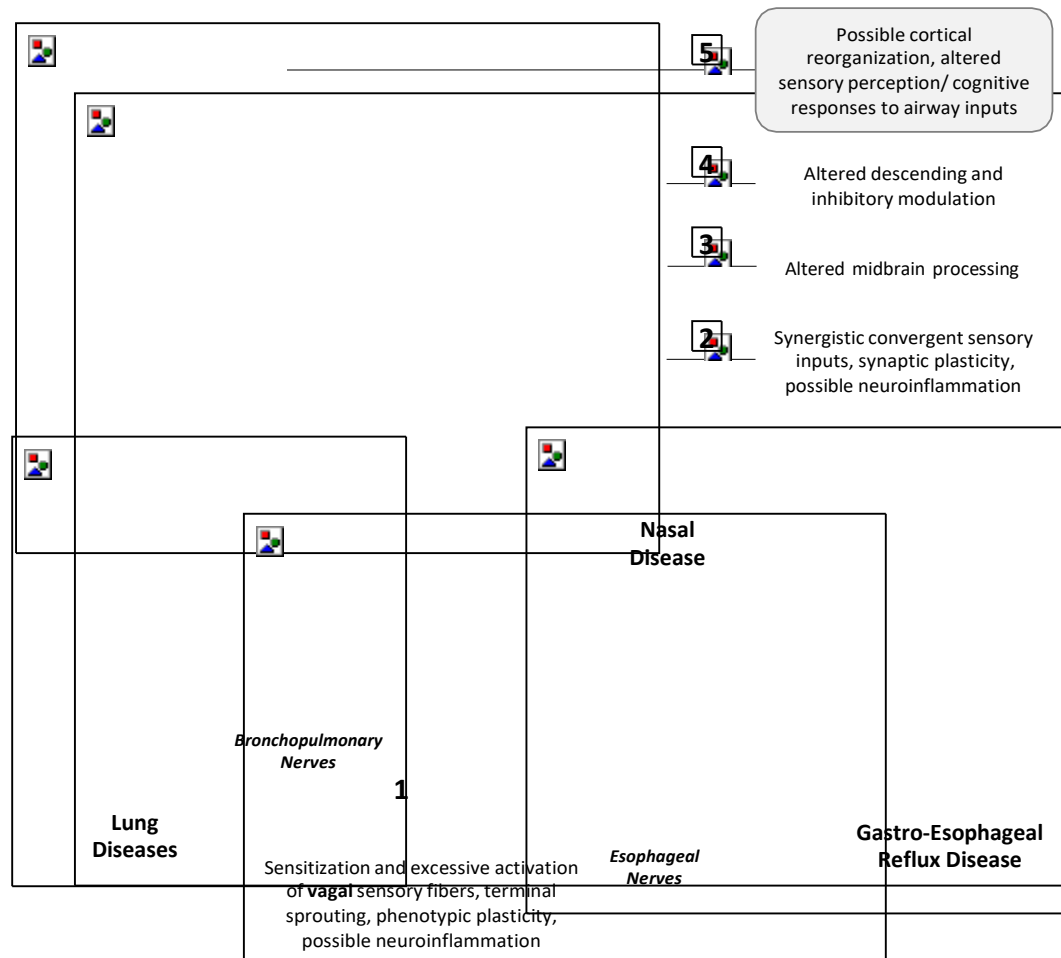 5
Possible cortical
reorganization, altered
sensory perception/ cognitive
responses to airway inputs
4
Altered descending and
inhibitory modulation
3
Altered midbrain processing
2
Synergistic convergent sensory
inputs, synaptic plasticity,
possible neuroinflammation
Nasal
Disease
Bronchopulmonary
Nerves
1
Lung
Diseases
Gastro-Esophageal
Reflux Disease
Esophageal
Nerves
Sensitization and excessive activation
of vagal sensory fibers, terminal
sprouting, phenotypic plasticity,
possible neuroinflammation